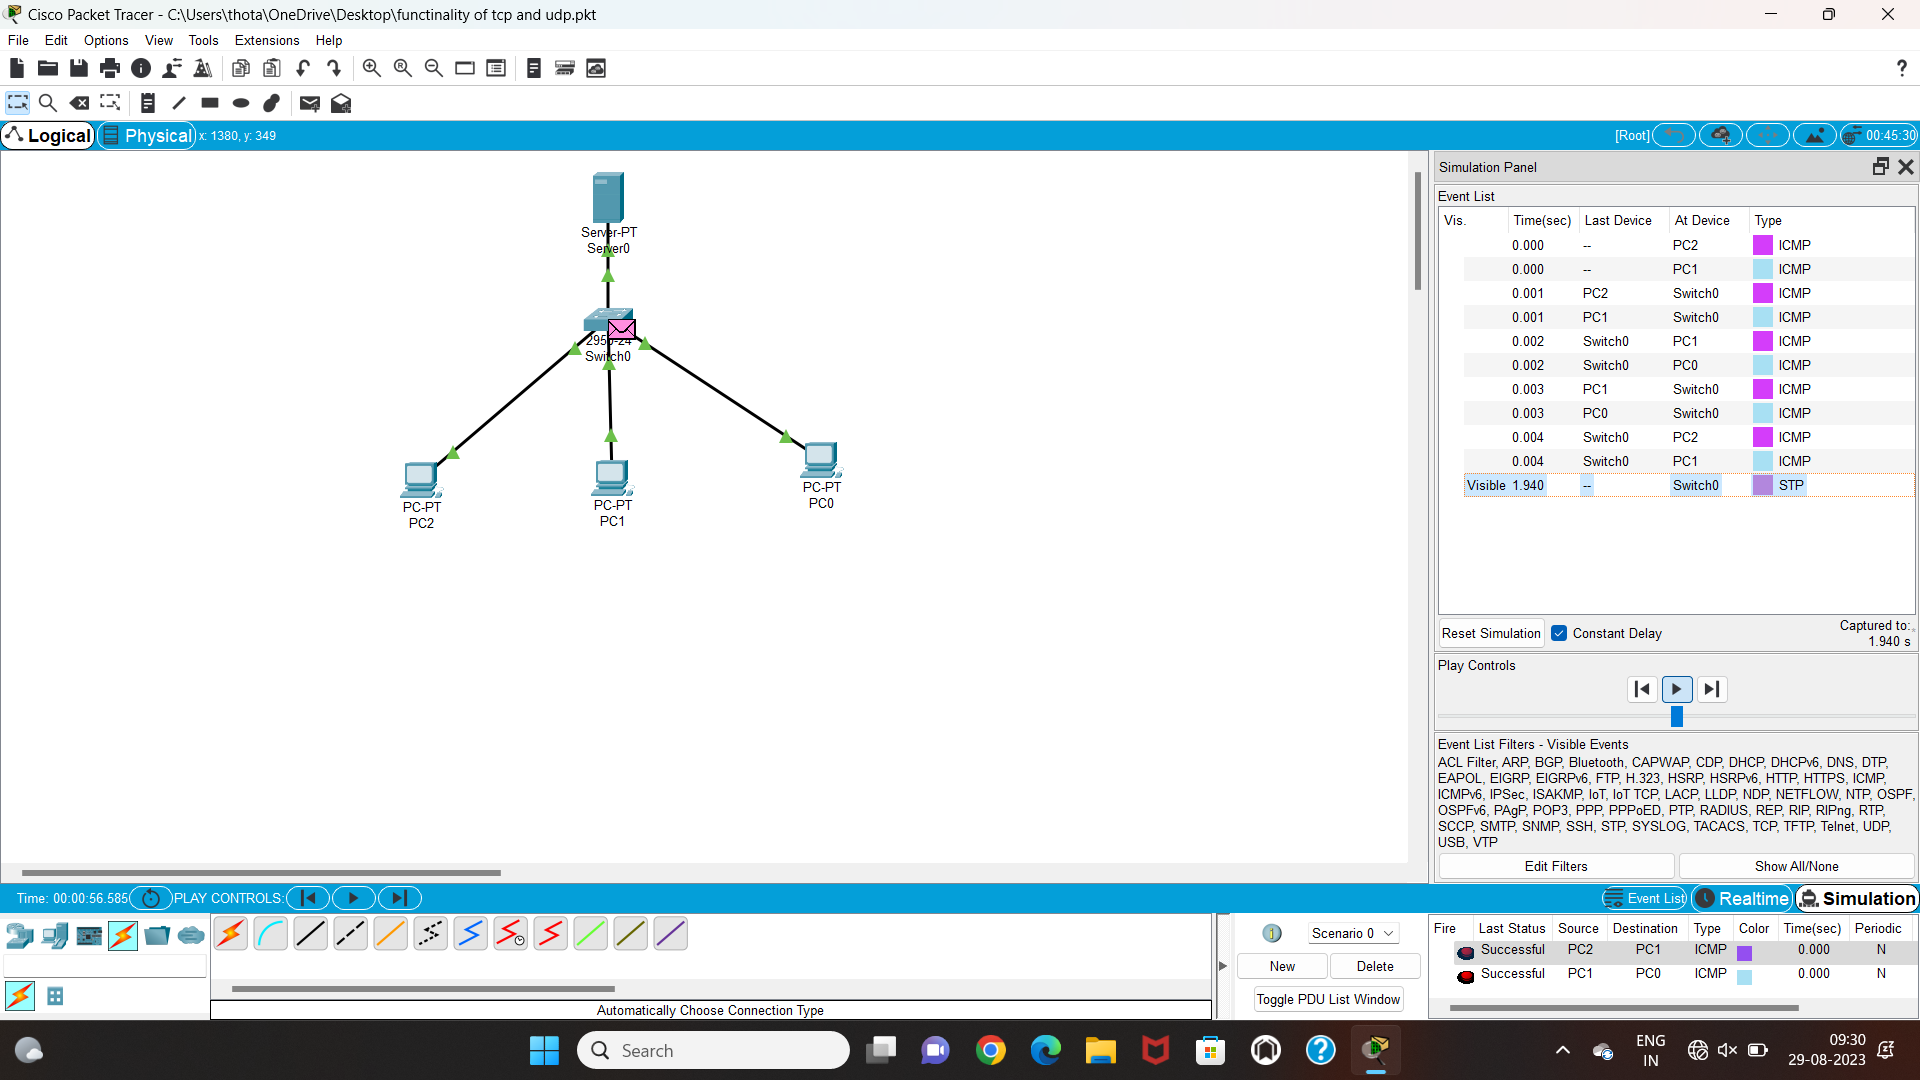 Cisco Packet Tracer - C:\Users\thota\OneDrive\Desktop\functinality of tcp and udp.pkt
File Edit Options View Tools Extensions Help
?
Logical Physical x: 1380, y: 349 [Root] 00:45:30
Server-PT
Server0
2950-24
Switch0
PC-PT
PC2
PC-PT
PC1
PC-PT
PC0
Simulation Panel
Event List
Vis. Time(sec) Last Device At Device Type
0.000 -- PC2 ICMP
0.000 -- PC1 ICMP
0.001 PC2 Switch0 ICMP
0.001 PC1 Switch0 ICMP
0.002 Switch0 PC1 ICMP
0.002 Switch0 PC0 ICMP
0.003 PC1 Switch0 ICMP
0.003 PC0 Switch0 ICMP
0.004 Switch0 PC2 ICMP
0.004 Switch0 PC1 ICMP
Visible 1.940 -- Switch0 STP
Reset Simulation Constant Delay
Captured to:
1.940 s
Play Controls
Event List Filters - Visible Events
ACL Filter, ARP, BGP, Bluetooth, CAPWAP, CDP, DHCP, DHCPv6, DNS, DTP,
EAPOL, EIGRP, EIGRPv6, FTP, H.323, HSRP, HSRPv6, HTTP, HTTPS, ICMP,
ICMPv6, IPSec, ISAKMP, IoT, IoT TCP, LACP, LLDP, NDP, NETFLOW, NTP, OSPF,
OSPFv6, PAgP, POP3, PPP, PPPoED, PTP, RADIUS, REP, RIP, RIPng, RTP,
SCCP, SMTP, SNMP, SSH, STP, SYSLOG, TACACS, TCP, TFTP, Telnet, UDP,
USB, VTP
Edit Filters Show All/None
Time: 00:00:56.585 PLAY CONTROLS: Event List Realtime Simulation
Automatically Choose Connection Type
Scenario 0
New Delete
Toggle PDU List Window
Fire Last Status Source Destination Type Color Time(sec) Periodic
Successful PC2 PC1 ICMP 0.000 N
Successful PC1 PC0 ICMP 0.000 N
Search
ENG
IN
09:30
29-08-2023